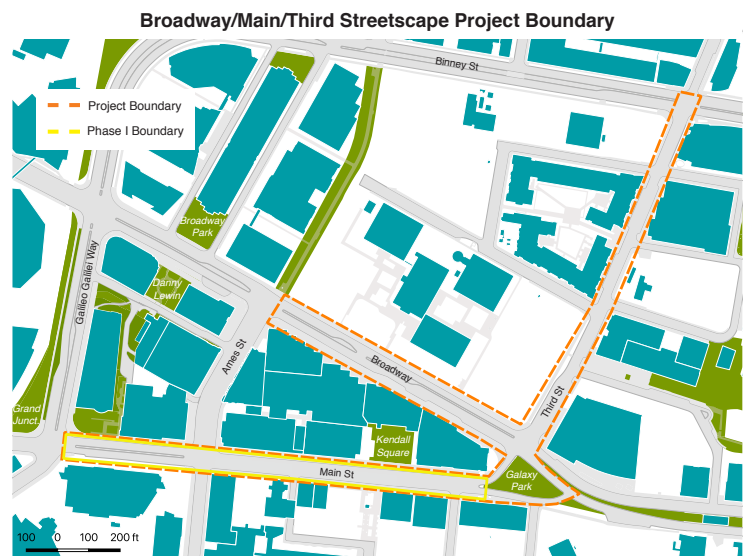 Broadway/Main/Third Streetscape Project Boundary
Binney St
Project Boundary
Phase I Boundary
Broadway
Park
Galileo Galilei Way
Danny
Lewin
Ames St
Broadway
Third St
Grand
Junct.
Kendall
Square
Main St
Galaxy
Park
100 0 100 200 ft